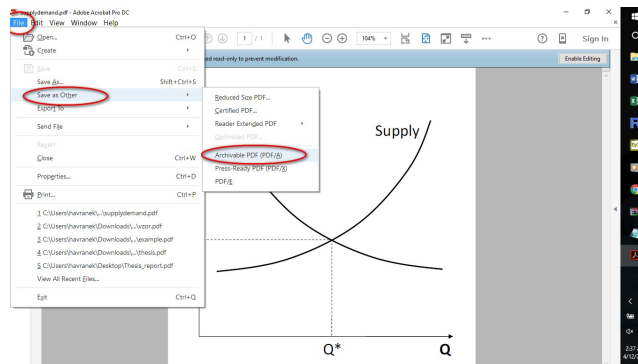 supplydemand.pdf - Adobe Acrobat Pro DC
File Edit View Window Help
Open... Ctrl+O
Create
Save Ctrl+S
Save As... Shift+Ctrl+S
Save as Other
Export To
Send File
Revert
Close Ctrl+W
Properties... Ctrl+D
Print... Ctrl+P
1 C:\Users\havranek\...\supplydemand.pdf
2 C:\Users\havranek\Downloads\...\vzor.pdf
3 C:\Users\havranek\Downloads\...\example.pdf
4 C:\Users\havranek\Downloads\...\thesis.pdf
5 C:\Users\havranek\Desktop\Thesis_report.pdf
View All Recent Files...
Exit Ctrl+Q
Reduced Size PDF...
Certified PDF...
Reader Extended PDF
Optimized PDF...
Archivable PDF (PDF/A)
Press-Ready PDF (PDF/X)
PDF/E
1 / 1 104% Sign In
ed read-only to prevent modification. Enable Editing
Supply
Q* Q
2:37
4/12/